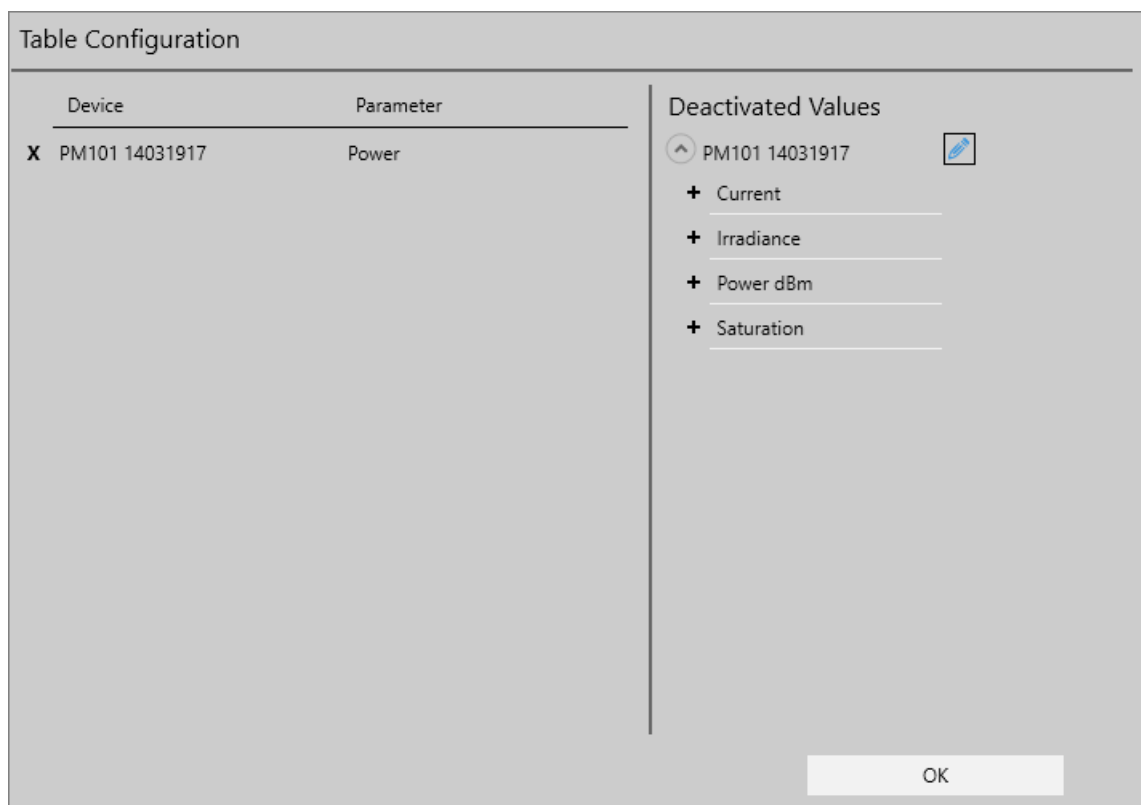 Table Configuration
Device Parameter
X PM101 14031917 Power
Deactivated Values
PM101 14031917
+ Current
+ Irradiance
+ Power dBm
+ Saturation
OK